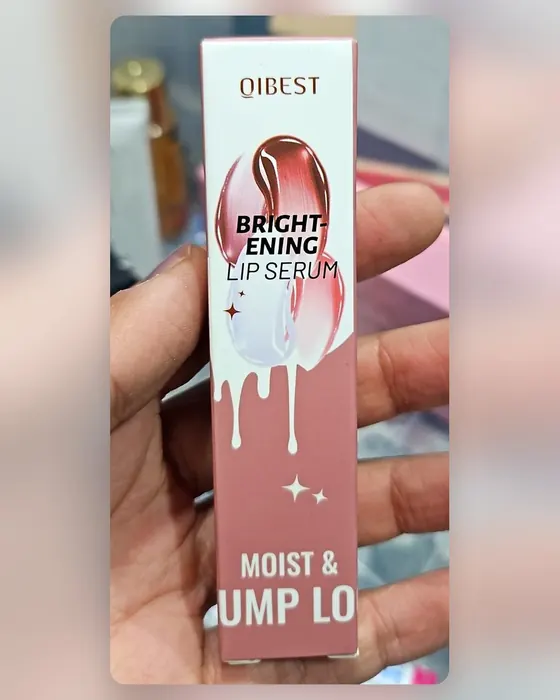 QIBEST
BRIGHT-
ENING
LIP SERUM
MOIST &
UMP LO